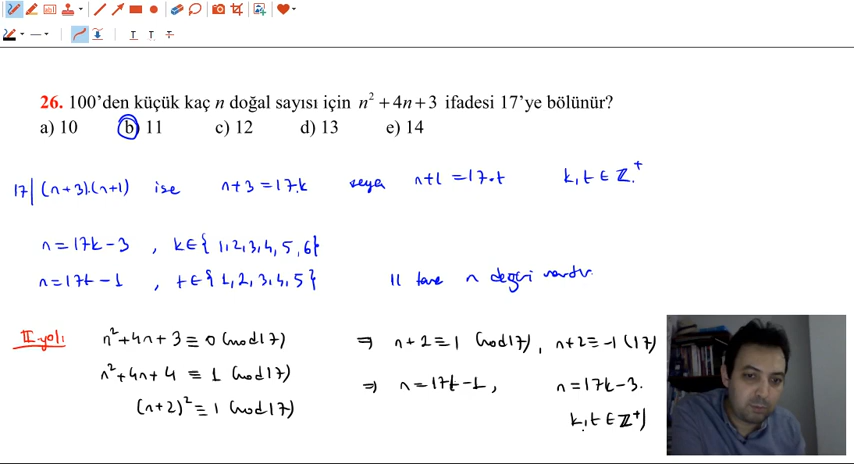 26. 100'den küçük kaç n doğal sayısı için n² + 4n + 3 ifadesi 17'ye bölünür?
a) 10 b) 11 c) 12 d) 13 e) 14
17 | (n+3).(n+1) ise n+3 = 17.k veya n+1 = 17.t k,t ∈ ℤ⁺
n = 17k - 3 , k ∈ {1,2,3,4,5,6}
n = 17t - 1 , t ∈ {1,2,3,4,5} 11 tane n değeri vardır.
II.yol: n² + 4n + 3 ≡ 0 (mod 17) ⇒ n+2 ≡ 1 (mod 17), n+2 ≡ -1 (17)
n² + 4n + 4 ≡ 1 (mod 17) ⇒ n = 17t - 1, n = 17k - 3.
(n+2)² ≡ 1 (mod 17) k,t ∈ ℤ⁺)